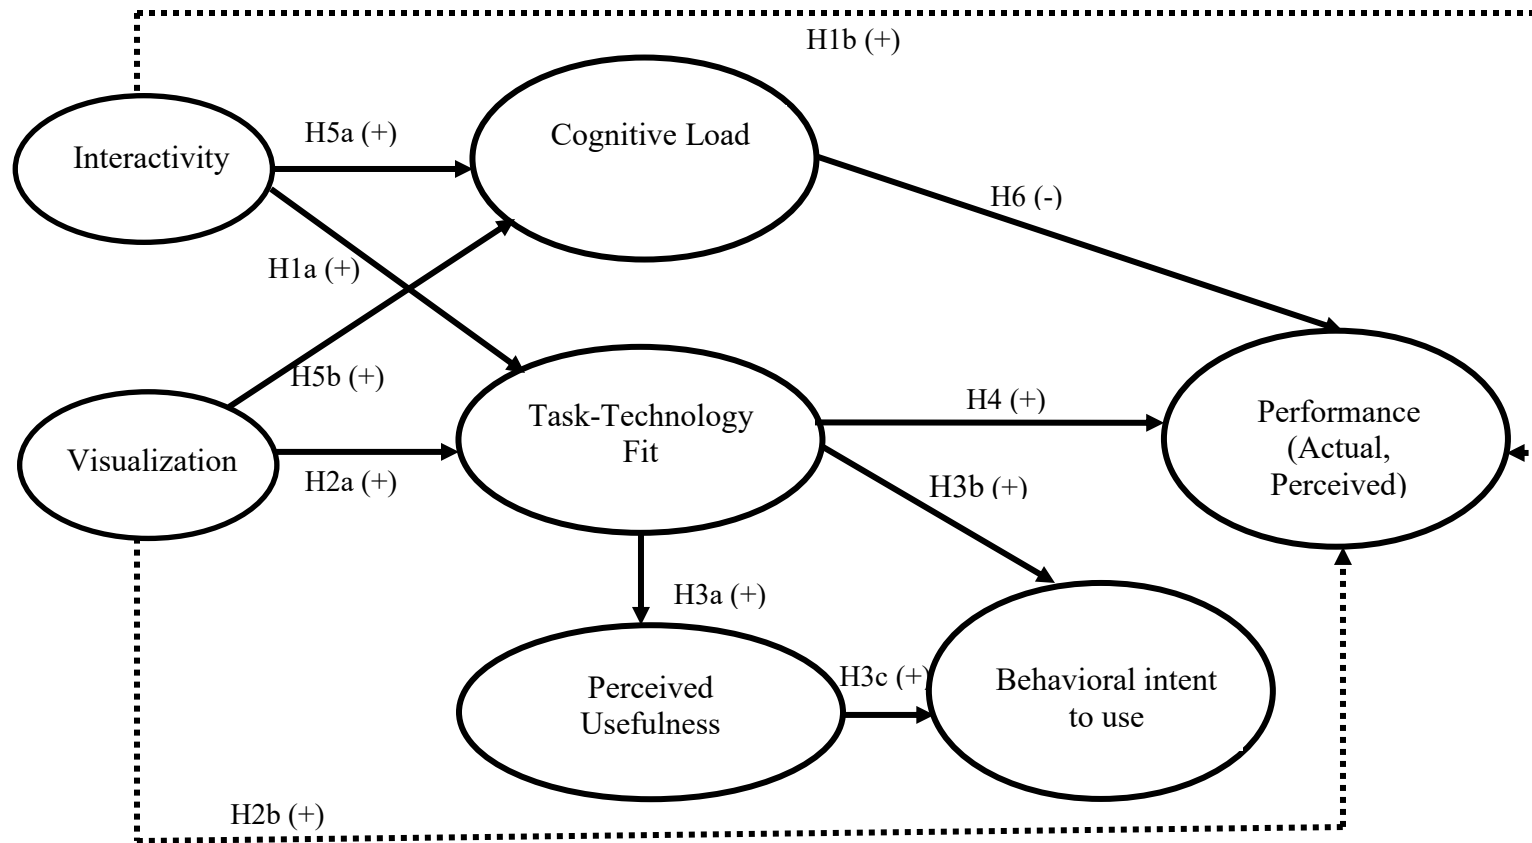 H1b (+)
H5a (+)
Cognitive Load
Interactivity
H6 (-)
H1a (+)
H5b (+)
Task-Technology
Fit
H4 (+)
Performance
(Actual,
Perceived)
Visualization
H2a (+)
H3b (+)
H3a (+)
Perceived
Usefulness
H3c (+)
Behavioral intent
to use
H2b (+)